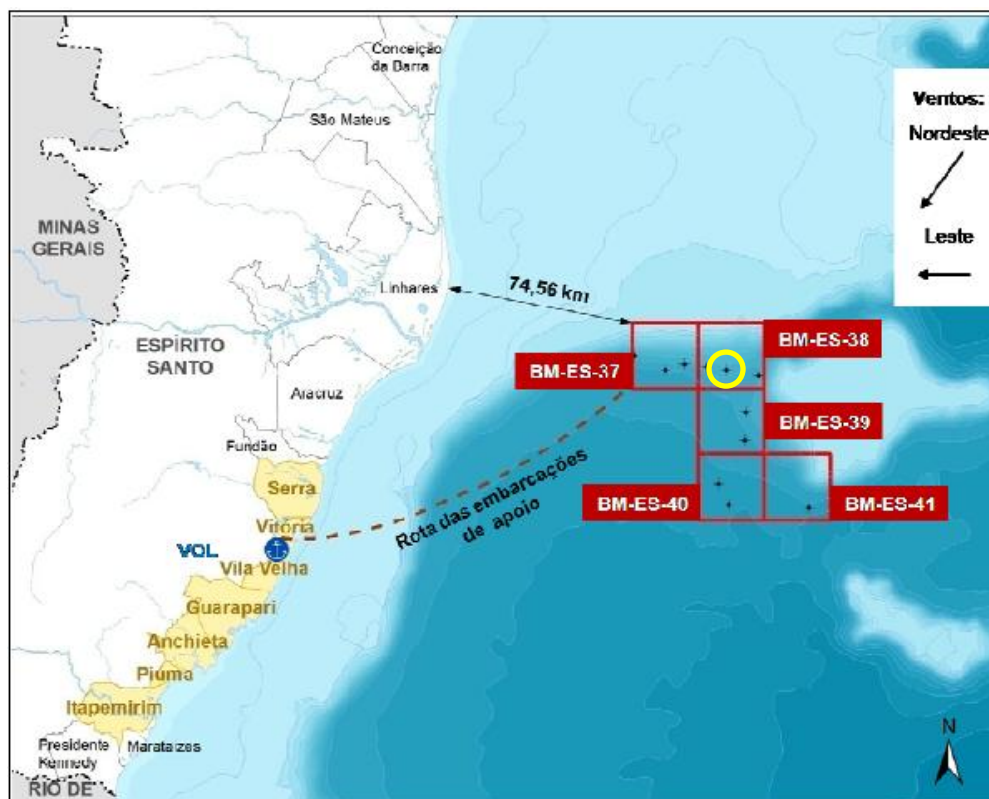 Conceição
da Barra
São Mateus
MINAS
GERAIS
Linhares
ESPÍRITO
SANTO
Aracruz
Fundão
Serra
Vitória
VOL
Vila Velha
Guarapari
Anchieta
Piuma
Itapemirim
Presidente
Kennedy
Marataizes
RIO DE
74,56 km
BM-ES-38
BM-ES-37
BM-ES-39
BM-ES-40
BM-ES-41
Rota das embarcações
de apoio
Ventos:
Nordeste
Leste
N